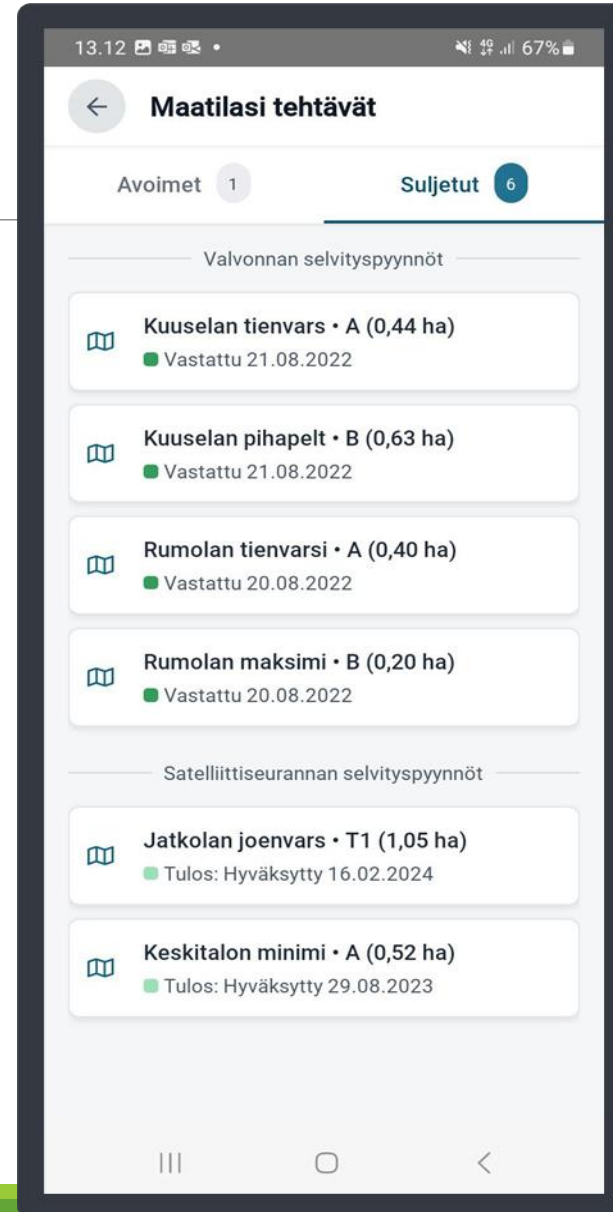 13.12 4G 67%
Maatilasi tehtävät
Avoimet 1 Suljetut 6
Valvonnan selvityspyynnöt
Kuuselan tienvars • A (0,44 ha)
Vastattu 21.08.2022
Kuuselan pihapelt • B (0,63 ha)
Vastattu 21.08.2022
Rumolan tienvarsi • A (0,40 ha)
Vastattu 20.08.2022
Rumolan maksimi • B (0,20 ha)
Vastattu 20.08.2022
Satelliittiseurannan selvityspyynnöt
Jatkolan joenvars • T1 (1,05 ha)
Tulos: Hyväksytty 16.02.2024
Keskitalon minimi • A (0,52 ha)
Tulos: Hyväksytty 29.08.2023